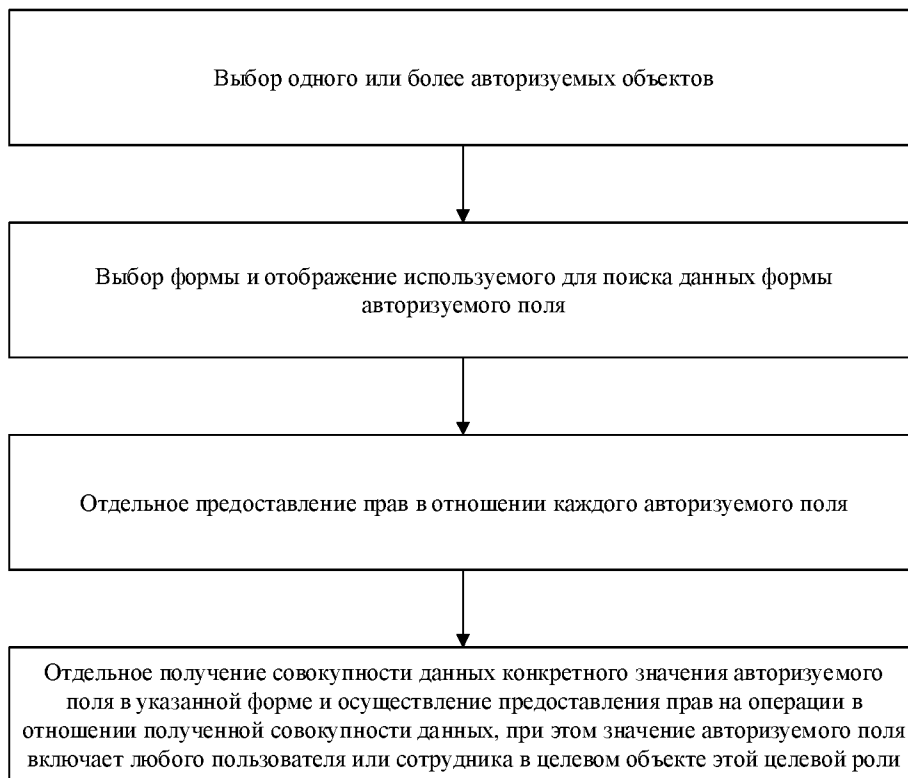 Выбор одного или более авторизуемых объектов
Выбор формы и отображение используемого для поиска данных формы
авторизуемого поля
Отдельное предоставление прав в отношении каждого авторизуемого поля
Отдельное получение совокупности данных конкретного значения авторизуемого
поля в указанной форме и осуществление предоставления прав на операции в
отношении полученной совокупности данных, при этом значение авторизуемого поля
включает любого пользователя или сотрудника в целевом объекте этой целевой роли